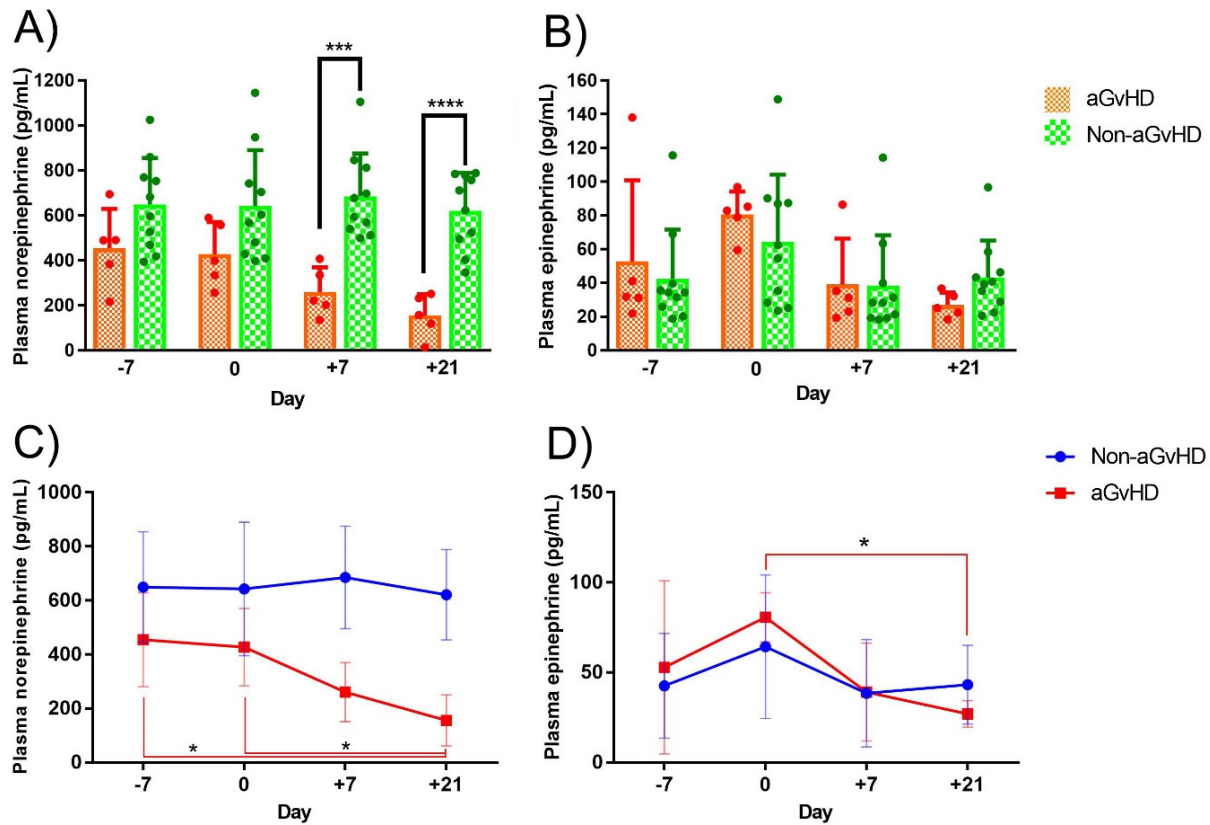 A)
Plasma norepinephrine (pg/mL)
1200
1000
800
600
400
200
0
***
****
-7 0 +7 +21
Day
B)
Plasma epinephrine (pg/mL)
160
140
120
100
80
60
40
20
0
-7 0 +7 +21
Day
aGvHD
Non-aGvHD
C)
Plasma norepinephrine (pg/mL)
1000
800
600
400
200
0
* *
-7 0 +7 +21
Day
D)
Plasma epinephrine (pg/mL)
150
100
50
0
*
-7 0 +7 +21
Day
Non-aGvHD
aGvHD